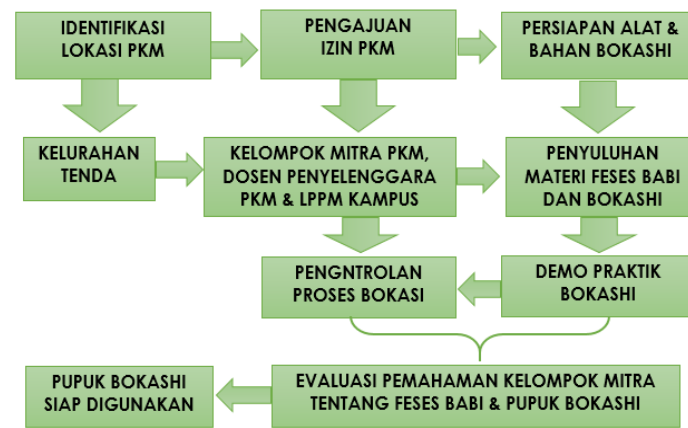 IDENTIFIKASI
LOKASI PKM
PENGAJUAN
IZIN PKM
PERSIAPAN ALAT &
BAHAN BOKASHI
KELURAHAN
TENDA
KELOMPOK MITRA PKM,
DOSEN PENYELENGGARA
PKM & LPPM KAMPUS
PENYULUHAN
MATERI FESES BABI
DAN BOKASHI
PENGNTROLAN
PROSES BOKASI
DEMO PRAKTIK
BOKASHI
PUPUK BOKASHI
SIAP DIGUNAKAN
EVALUASI PEMAHAMAN KELOMPOK MITRA
TENTANG FESES BABI & PUPUK BOKASHI